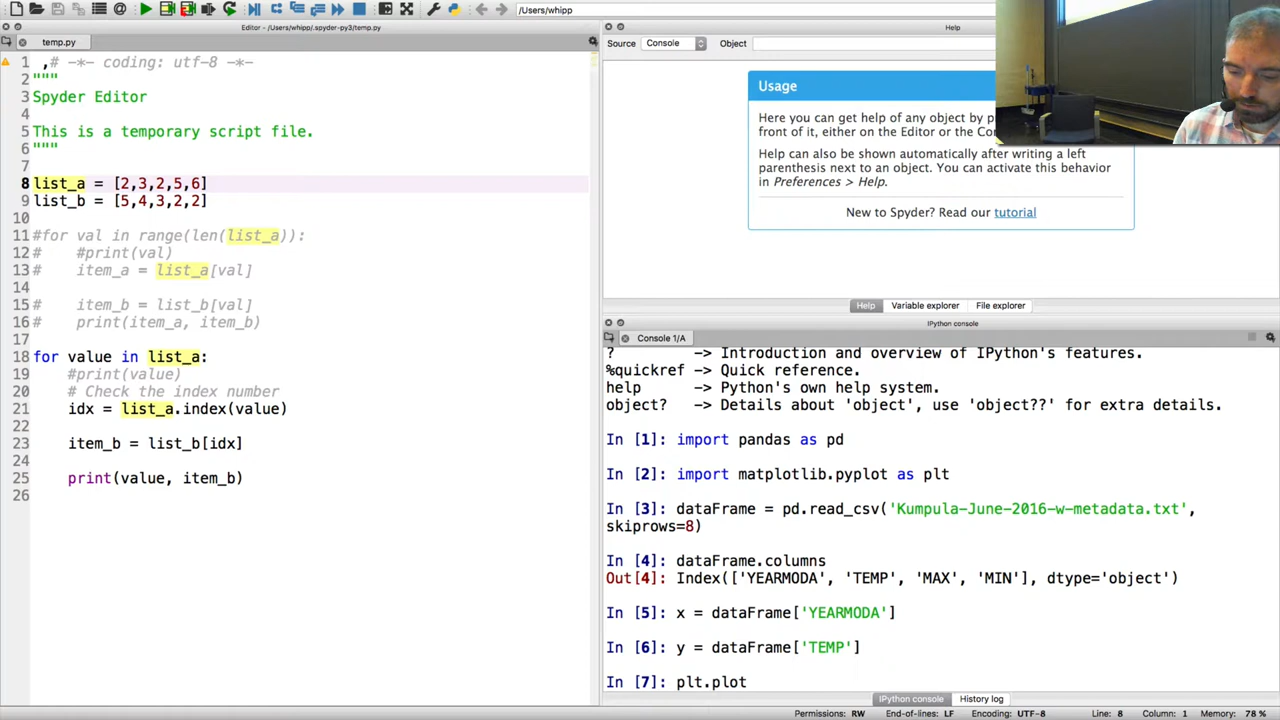 /Users/whipp
Editor - /Users/whipp/.spyder-py3/temp.py
temp.py
1 ,# -*- coding: utf-8 -*-
2 """
3 Spyder Editor
4
5 This is a temporary script file.
6 """
7
8 list_a = [2,3,2,5,6]
9 list_b = [5,4,3,2,2]
10
11 #for val in range(len(list_a)):
12 #    #print(val)
13 #    item_a = list_a[val]
14
15 #    item_b = list_b[val]
16 #    print(item_a, item_b)
17
18 for value in list_a:
19     #print(value)
20     # Check the index number
21     idx = list_a.index(value)
22
23     item_b = list_b[idx]
24
25     print(value, item_b)
26
Help
Source Console Object
Usage
Here you can get help of any object by p
front of it, either on the Editor or the Co
Help can also be shown automatically after writing a left
parenthesis next to an object. You can activate this behavior
in Preferences > Help.
New to Spyder? Read our tutorial
Help Variable explorer File explorer
IPython console
Console 1/A
? -> Introduction and overview of IPython's features.
%quickref -> Quick reference.
help -> Python's own help system.
object? -> Details about 'object', use 'object??' for extra details.
In [1]: import pandas as pd
In [2]: import matplotlib.pyplot as plt
In [3]: dataFrame = pd.read_csv('Kumpula-June-2016-w-metadata.txt',
skiprows=8)
In [4]: dataFrame.columns
Out[4]: Index(['YEARMODA', 'TEMP', 'MAX', 'MIN'], dtype='object')
In [5]: x = dataFrame['YEARMODA']
In [6]: y = dataFrame['TEMP']
In [7]: plt.plot
IPython console History log
Permissions: RW End-of-lines: LF Encoding: UTF-8 Line: 8 Column: 1 Memory: 78 %